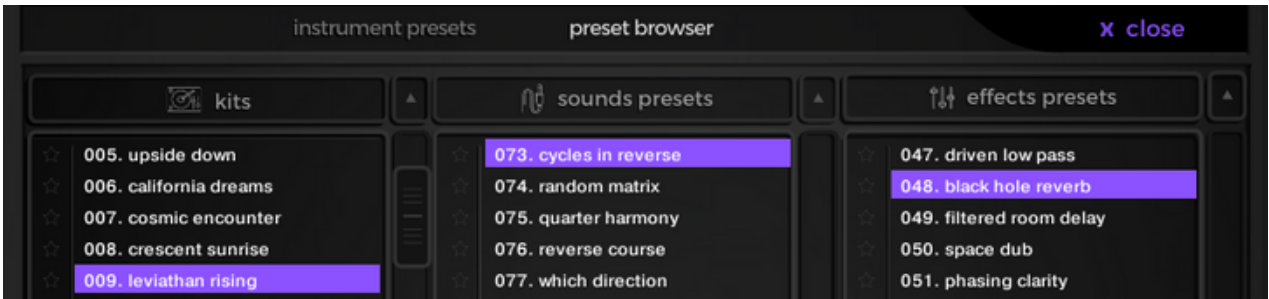 instrument presets
preset browser
x close
kits
sounds presets
effects presets
005. upside down
006. california dreams
007. cosmic encounter
008. crescent sunrise
009. leviathan rising
073. cycles in reverse
074. random matrix
075. quarter harmony
076. reverse course
077. which direction
047. driven low pass
048. black hole reverb
049. filtered room delay
050. space dub
051. phasing clarity